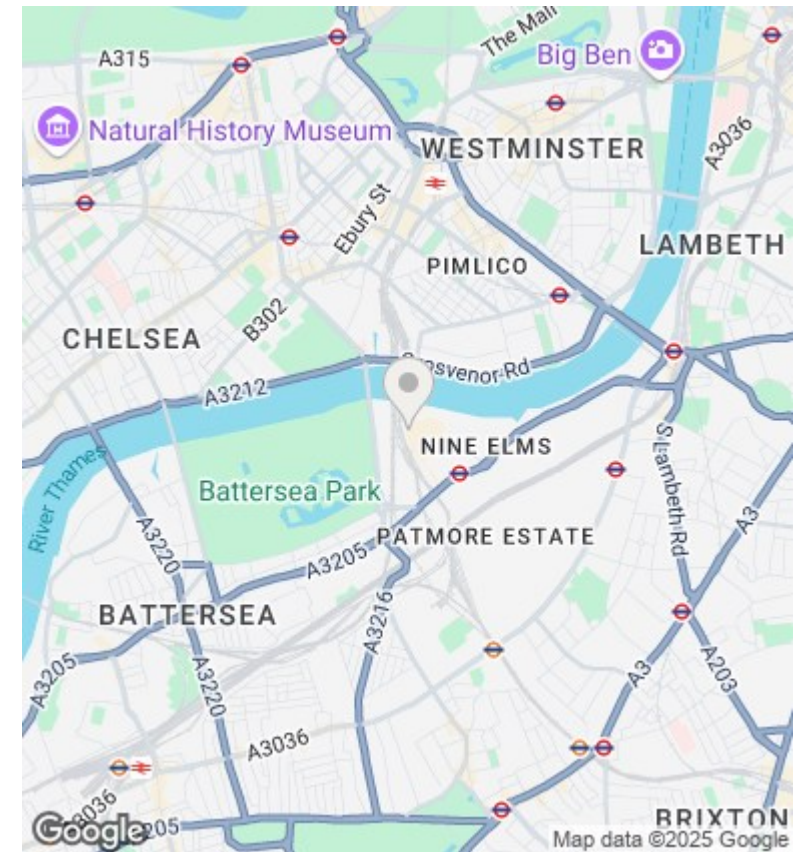 A315
The Mall
Big Ben
Natural History Museum
WESTMINSTER
A3036
Ebury St
LAMBETH
PIMLICO
B302
CHELSEA
Grosvenor Rd
A3212
NINE ELMS
River Thames
Battersea Park
S Lambeth Rd
A3
A3220
PATMORE ESTATE
A3205
BATTERSEA
A3216
A3205
A3220
A3
A203
A3036
A3036
BRIXTON
Google
205
Map data ©2025 Google